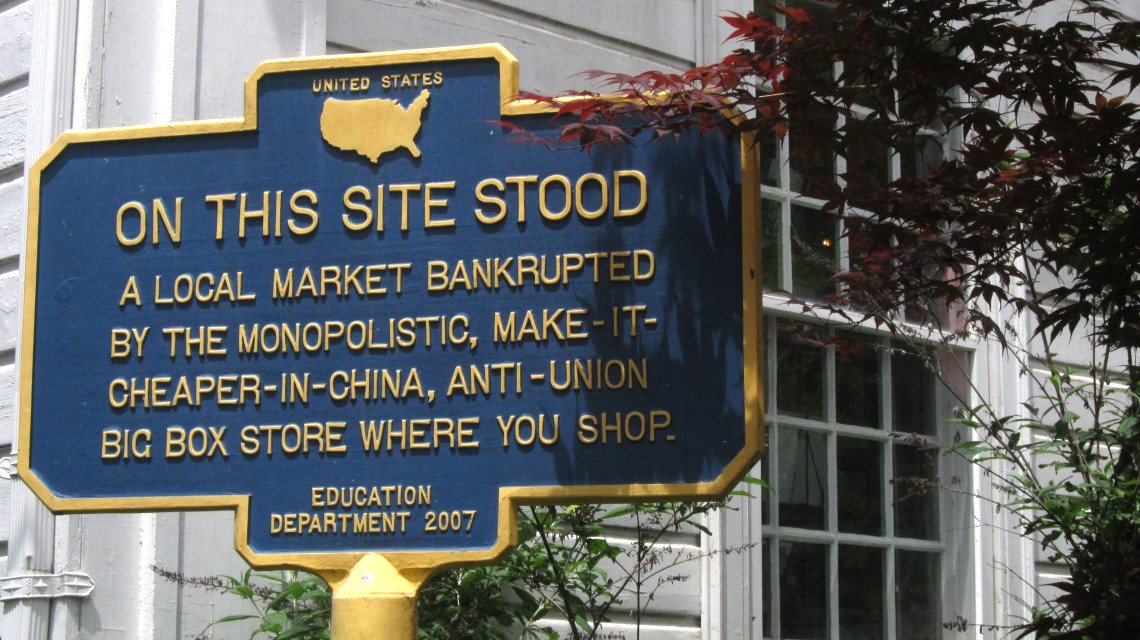 UNITED STATES
ON THIS SITE STOOD
A LOCAL MARKET BANKRUPTED
BY THE MONOPOLISTIC, MAKE-IT-
CHEAPER-IN-CHINA, ANTI-UNION
BIG BOX STORE WHERE YOU SHOP.
EDUCATION
DEPARTMENT 2007